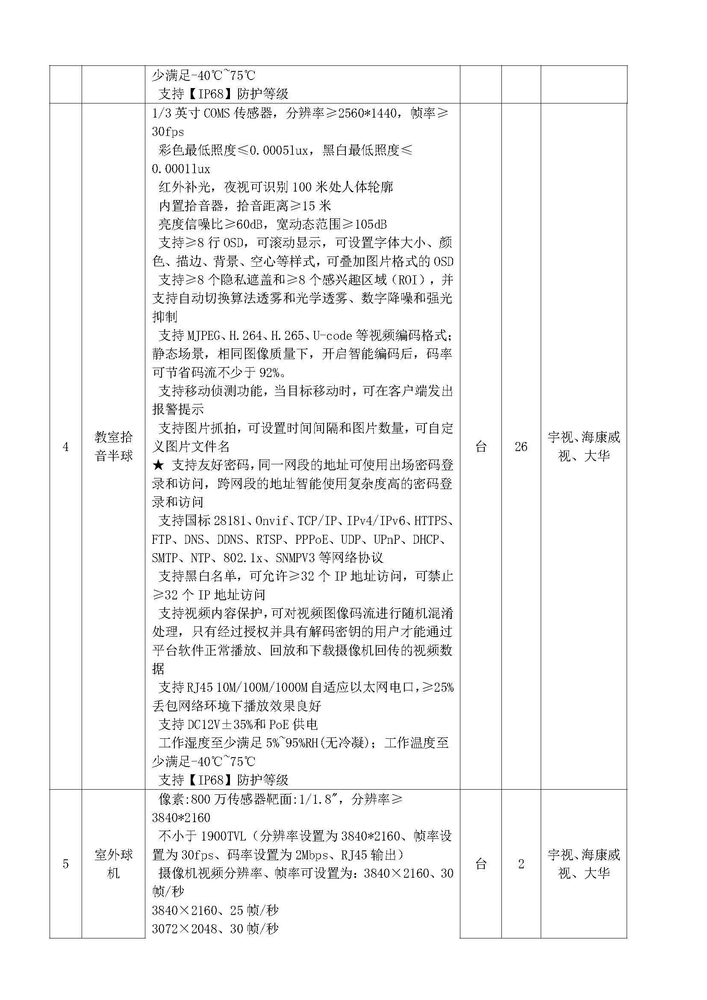 少满足-40℃~75℃
支持【IP68】防护等级
4
教室拾
音半球
1/3 英寸 COMS 传感器，分辨率≥2560*1440，帧率≥
30fps
彩色最低照度≤0.0005lux，黑白最低照度≤
0.0001lux
红外补光，夜视可识别 100 米处人体轮廓
内置拾音器，拾音距离≥15 米
亮度信噪比≥60dB，宽动态范围≥105dB
支持≥8 行 OSD，可滚动显示，可设置字体大小、颜
色、描边、背景、空心等样式，可叠加图片格式的 OSD
支持≥8 个隐私遮盖和≥8 个感兴趣区域（ROI），并
支持自动切换算法透雾和光学透雾、数字降噪和强光
抑制
支持 MJPEG、H.264、H.265、U-code 等视频编码格式；
静态场景，相同图像质量下，开启智能编码后，码率
可节省码流不少于 92%。
支持移动侦测功能，当目标移动时，可在客户端发出
报警提示
支持图片抓拍，可设置时间间隔和图片数量，可自定
义图片文件名
★ 支持友好密码，同一网段的地址可使用出场密码登
录和访问，跨网段的地址智能使用复杂度高的密码登
录和访问
支持国标 28181、Onvif、TCP/IP、IPv4/IPv6、HTTPS、
FTP、DNS、DDNS、RTSP、PPPoE、UDP、UPnP、DHCP、
SMTP、NTP、802.1x、SNMPV3 等网络协议
支持黑白名单，可允许≥32 个 IP 地址访问，可禁止
≥32 个 IP 地址访问
支持视频内容保护，可对视频图像码流进行随机混淆
处理，只有经过授权并具有解码密钥的用户才能通过
平台软件正常播放、回放和下载摄像机回传的视频数
据
支持 RJ45 10M/100M/1000M 自适应以太网电口，≥25%
丢包网络环境下播放效果良好
支持 DC12V±35%和 PoE 供电
工作湿度至少满足 5%~95%RH(无冷凝)；工作温度至
少满足-40℃~75℃
支持【IP68】防护等级
台
26
宇视、海康威
视、大华
5
室外球
机
像素:800 万传感器靶面:1/1.8"，分辨率≥
3840*2160
不小于 1900TVL（分辨率设置为 3840*2160、帧率设
置为 30fps、码率设置为 2Mbps、RJ45 输出）
摄像机视频分辨率、帧率可设置为：3840×2160、30
帧/秒
3840×2160、25 帧/秒
3072×2048、30 帧/秒
台
2
宇视、海康威
视、大华